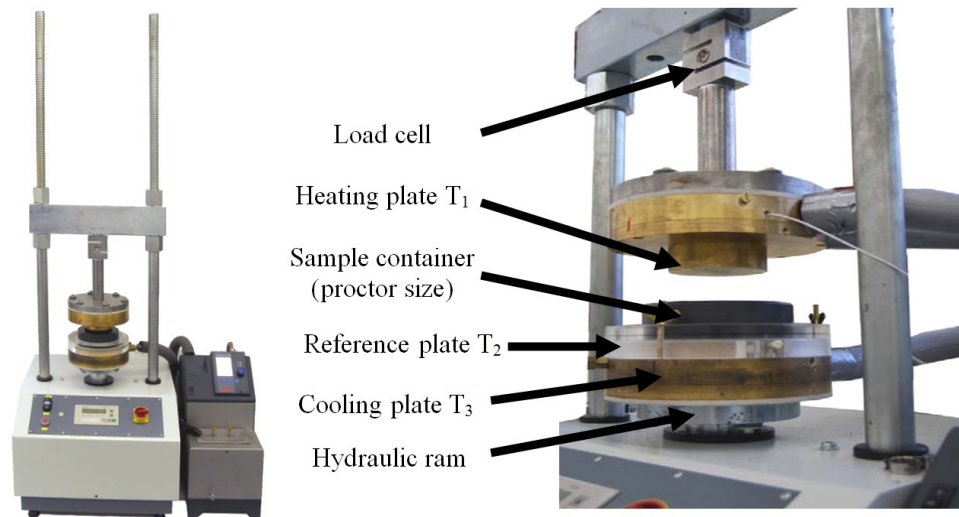 Load cell
Heating plate T₁
Sample container
(proctor size)
Reference plate T₂
Cooling plate T₃
Hydraulic ram